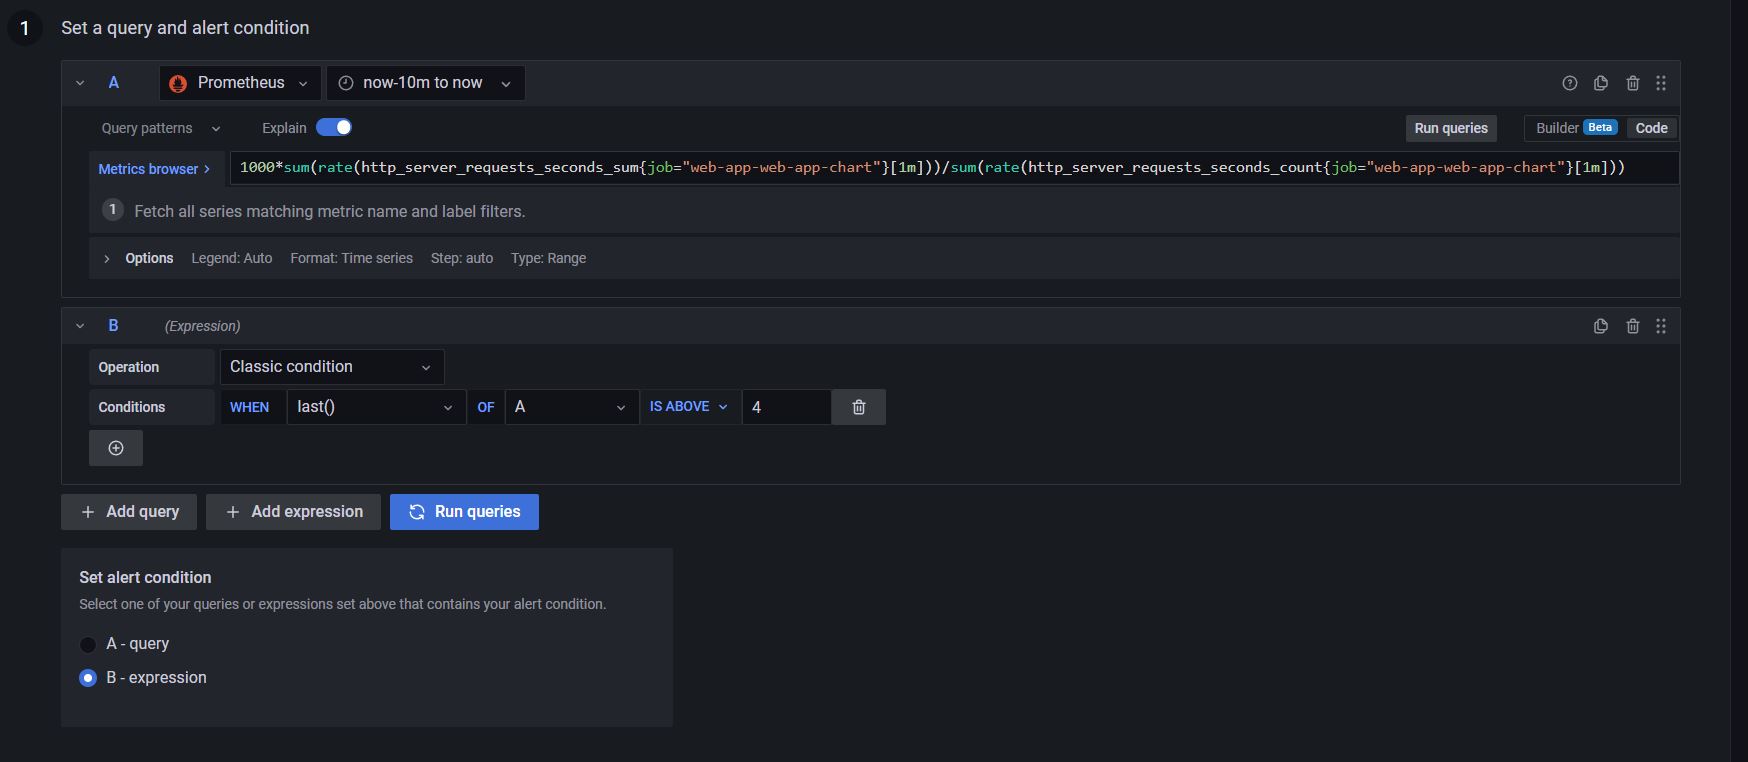 1 Set a query and alert condition
A Prometheus now-10m to now
Query patterns Explain Run queries Builder Beta Code
Metrics browser > 1000*sum(rate(http_server_requests_seconds_sum{job="web-app-web-app-chart"}[1m]))/sum(rate(http_server_requests_seconds_count{job="web-app-web-app-chart"}[1m]))
1 Fetch all series matching metric name and label filters.
> Options Legend: Auto Format: Time series Step: auto Type: Range
B (Expression)
Operation Classic condition
Conditions WHEN last() OF A IS ABOVE 4
+ Add query + Add expression Run queries
Set alert condition
Select one of your queries or expressions set above that contains your alert condition.
A - query
B - expression